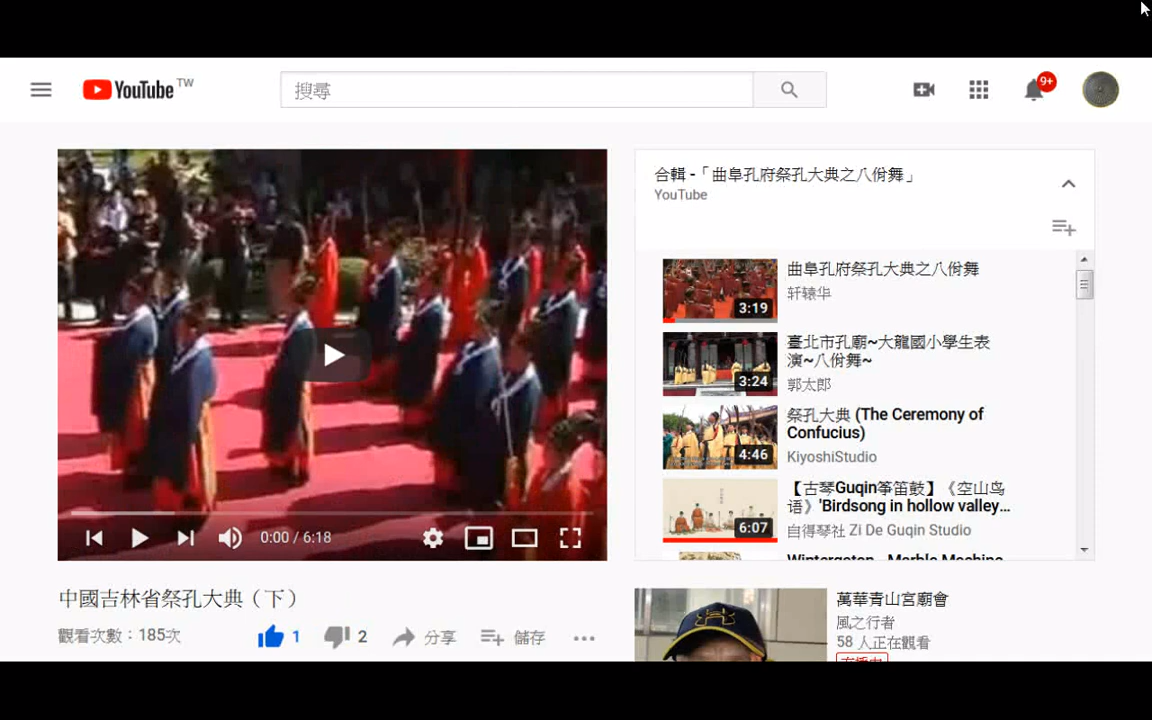 YouTube TW
搜尋
9+
0:00 / 6:18
中國吉林省祭孔大典（下）
觀看次數：185次
1
2
分享
儲存
合輯 -「曲阜孔府祭孔大典之八佾舞」
YouTube
3:19
曲阜孔府祭孔大典之八佾舞
轩辕华
3:24
臺北市孔廟~大龍國小學生表
演~八佾舞~
郭太郎
4:46
祭孔大典 (The Ceremony of
Confucius)
KiyoshiStudio
6:07
【古琴Guqin筝笛鼓】《空山鸟
语》'Birdsong in hollow valley...
自得琴社 Zi De Guqin Studio
Wintergatan - Marble Machine
萬華青山宮廟會
風之行者
58 人正在觀看
直播中